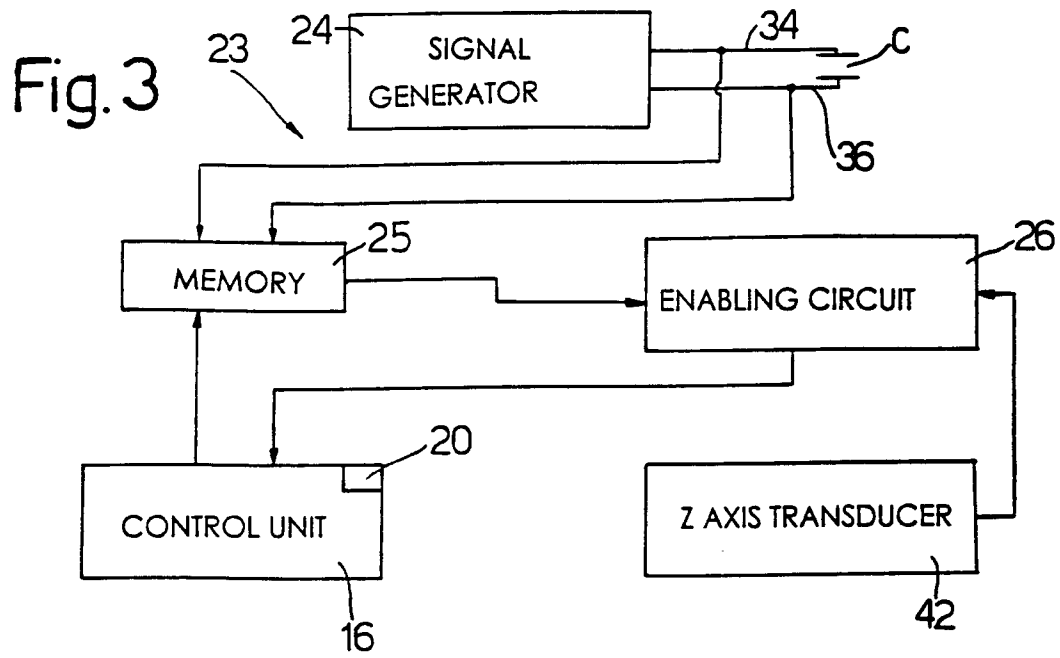 Fig. 3
23
24
SIGNAL
GENERATOR
34
C
36
MEMORY
25
26
ENABLING CIRCUIT
20
CONTROL UNIT
16
Z AXIS TRANSDUCER
42